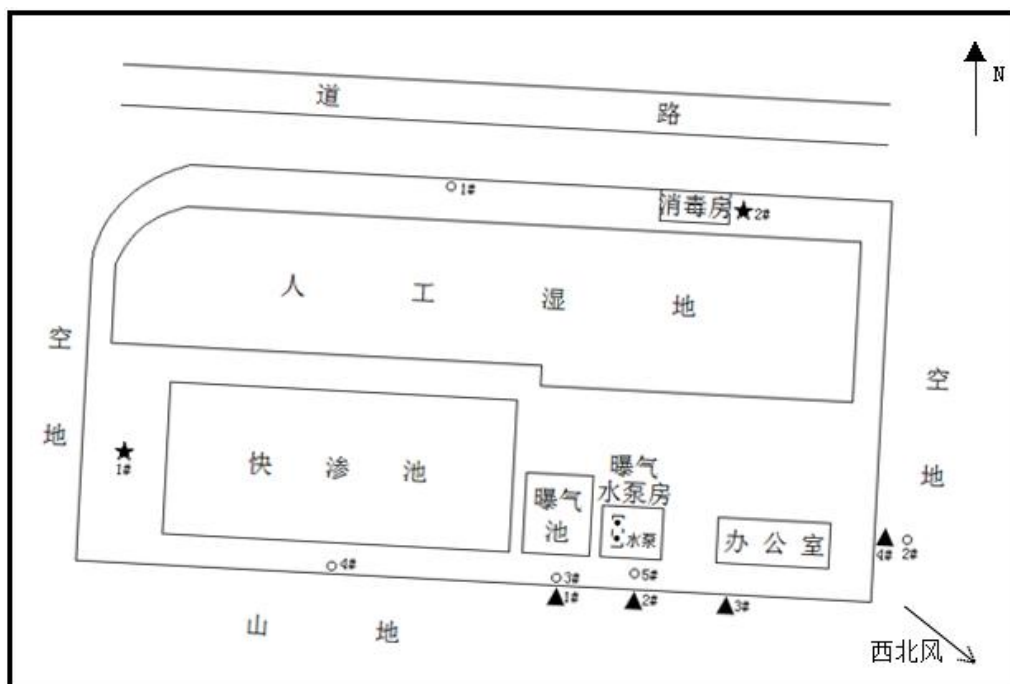 N
道 路
1#
消毒房
2#
人 工 湿 地
空 地
空 地
1#
快 渗 池
曝气
水泵房
曝气
池
水泵
办 公 室
4#
2#
4#
3#
5#
1#
2#
3#
山 地
西北风